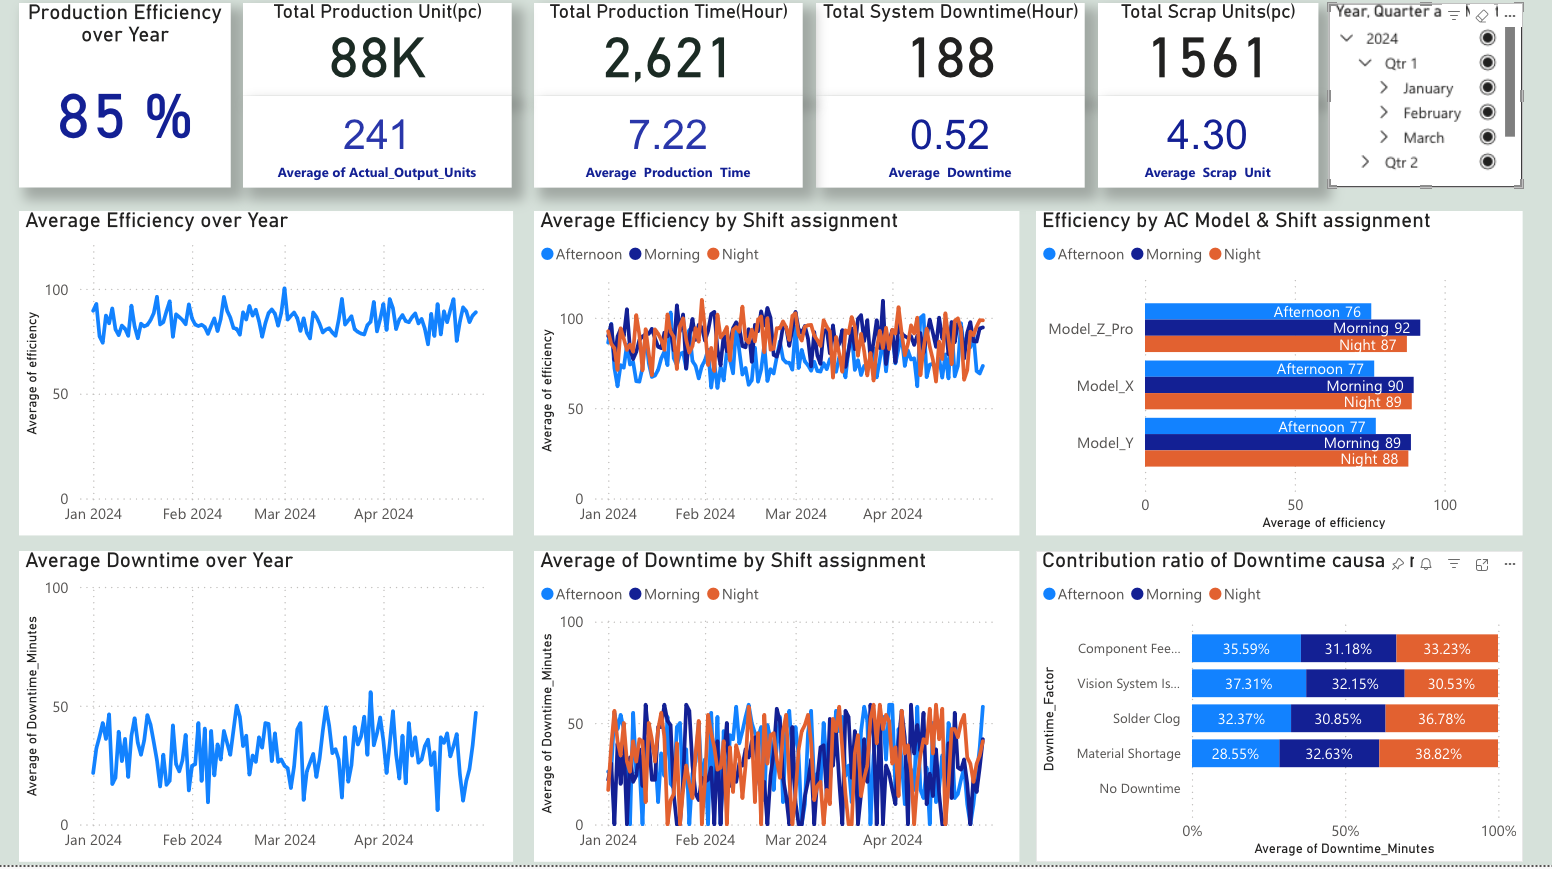 Production Efficiency
over Year
85 %
Total Production Unit(pc)
88K
241
Average of Actual_Output_Units
Total Production Time(Hour)
2,621
7.22
Average Production Time
Total System Downtime(Hour)
188
0.52
Average Downtime
Total Scrap Units(pc)
1561
4.30
Average Scrap Unit
Year, Quarter a
2024
Qtr 1
January
February
March
Qtr 2
Average Efficiency over Year
Average of efficiency
100
50
0
Jan 2024 Feb 2024 Mar 2024 Apr 2024
Average Efficiency by Shift assignment
Afternoon Morning Night
Average of efficiency
100
50
0
Jan 2024 Feb 2024 Mar 2024 Apr 2024
Efficiency by AC Model & Shift assignment
Afternoon Morning Night
Model_Z_Pro
Afternoon 76
Morning 92
Night 87
Model_X
Afternoon 77
Morning 90
Night 89
Model_Y
Afternoon 77
Morning 89
Night 88
0 50 100
Average of efficiency
Average Downtime over Year
Average of Downtime_Minutes
100
50
0
Jan 2024 Feb 2024 Mar 2024 Apr 2024
Average of Downtime by Shift assignment
Afternoon Morning Night
Average of Downtime_Minutes
100
50
0
Jan 2024 Feb 2024 Mar 2024 Apr 2024
Contribution ratio of Downtime causa
Afternoon Morning Night
Downtime_Factor
Component Fee... 35.59% 31.18% 33.23%
Vision System Is... 37.31% 32.15% 30.53%
Solder Clog 32.37% 30.85% 36.78%
Material Shortage 28.55% 32.63% 38.82%
No Downtime
0% 50% 100%
Average of Downtime_Minutes